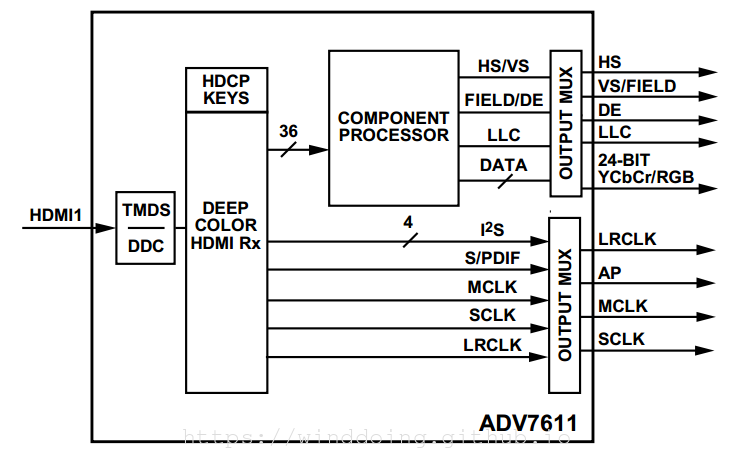 HDCP
KEYS
36
COMPONENT
PROCESSOR
HS/VS
FIELD/DE
LLC
DATA
OUTPUT MUX
HS
VS/FIELD
DE
LLC
24-BIT
YCbCr/RGB
HDMI1
TMDS
DDC
DEEP
COLOR
HDMI Rx
4
I²S
S/PDIF
MCLK
SCLK
LRCLK
OUTPUT MUX
LRCLK
AP
MCLK
SCLK
ADV7611
https://winddoing.github.io